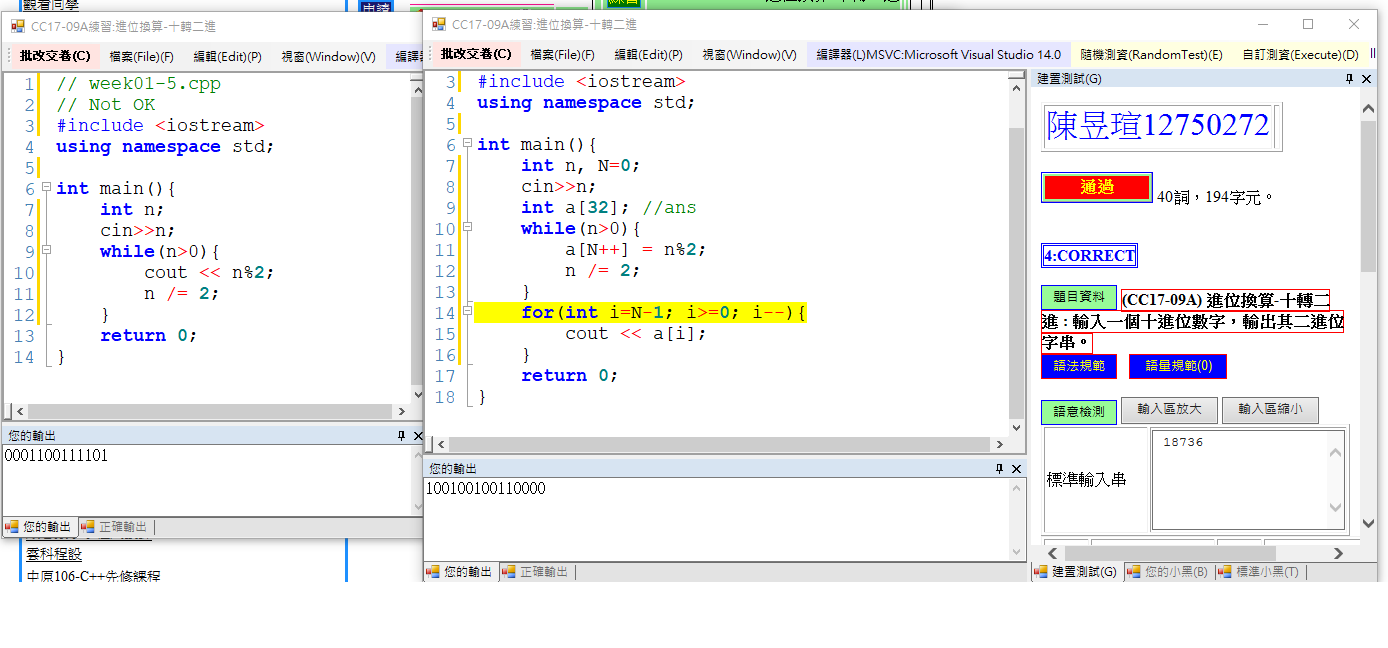 觀看同學
申請
練習
CC17-09A練習:進位換算-十轉二進
批改交卷(C) 檔案(File)(F) 編輯(Edit)(P) 視窗(Window)(V) 編譯
1 // week01-5.cpp
2 // Not OK
3 #include <iostream>
4 using namespace std;
5
6 int main(){
7 int n;
8 cin>>n;
9 while(n>0){
10 cout << n%2;
11 n /= 2;
12 }
13 return 0;
14 }
您的輸出
0001100111101
您的輸出 正確輸出
雲科程設
中原106-C++先修課程
CC17-09A練習:進位換算-十轉二進
批改交卷(C) 檔案(File)(F) 編輯(Edit)(P) 視窗(Window)(V) 編譯器(L)MSVC:Microsoft Visual Studio 14.0 隨機測資(RandomTest)(E) 自訂測資(Execute)(D)
3 #include <iostream>
4 using namespace std;
5
6 int main(){
7 int n, N=0;
8 cin>>n;
9 int a[32]; //ans
10 while(n>0){
11 a[N++] = n%2;
12 n /= 2;
13 }
14 for(int i=N-1; i>=0; i--){
15 cout << a[i];
16 }
17 return 0;
18 }
您的輸出
100100100110000
您的輸出 正確輸出
建置測試(G)
陳昱瑄12750272
通過 40詞，194字元。
4:CORRECT
題目資料 (CC17-09A) 進位換算-十轉二
進 : 輸入一個十進位數字，輸出其二進位
字串。
語法規範 語量規範(0)
語意檢測 輸入區放大 輸入區縮小
標準輸入串 18736
建置測試(G) 您的小黑(B) 標準小黑(T)